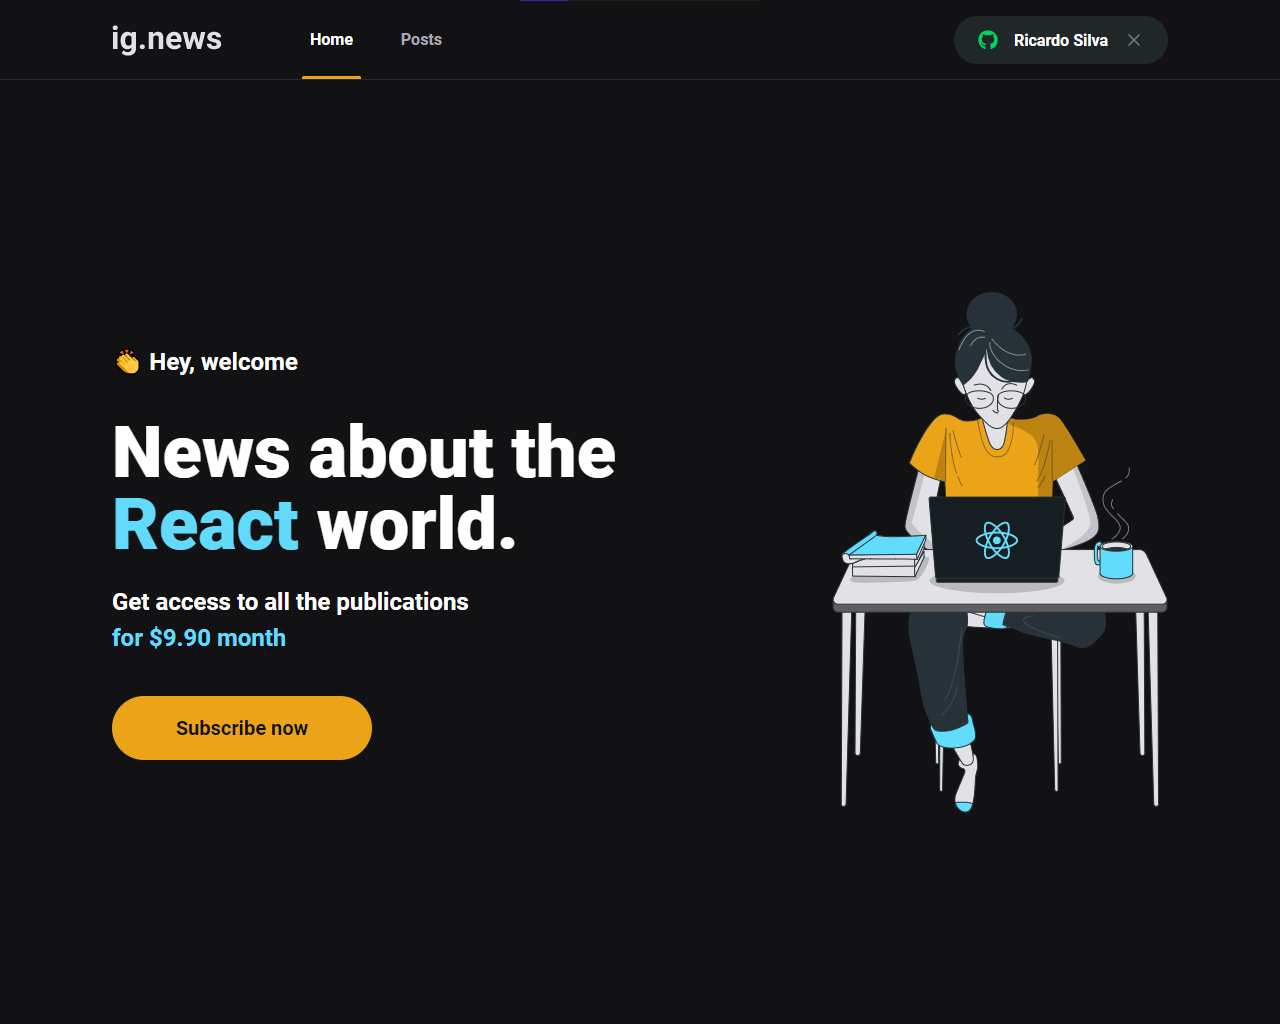 ig.news
Home
Posts
Ricardo Silva
👏 Hey, welcome
News about the
React world.
Get access to all the publications
for $9.90 month
Subscribe now